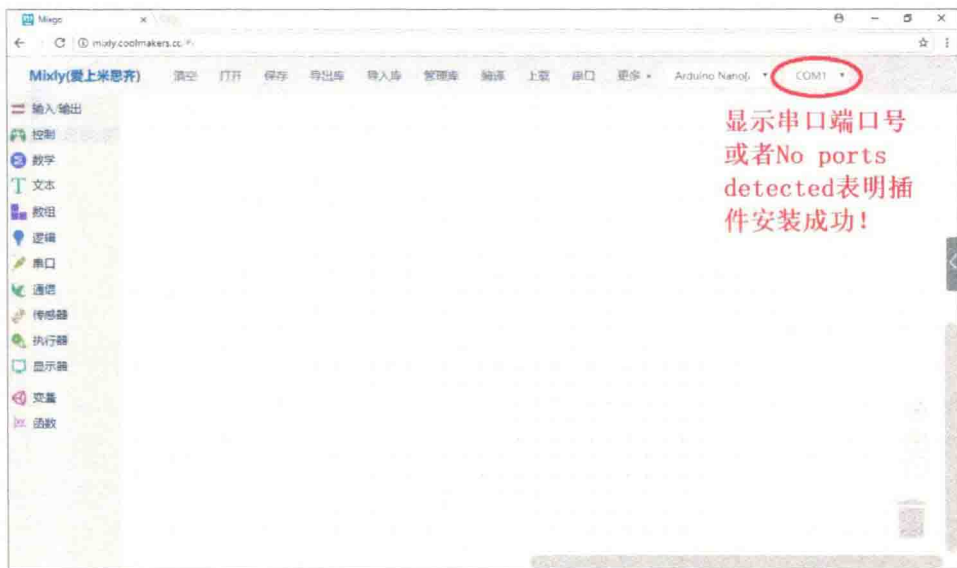 Mixgo
mixly.coolmakers.cc
Mixly(爱上米思齐) 清空 打开 保存 导出库 导入库 管理库 编译 上载 串口 更多 Arduino Nano COM1
输入/输出
控制
数学
文本
数组
逻辑
串口
通信
传感器
执行器
显示器
变量
函数
显示串口端口号
或者No ports
detected表明插
件安装成功！